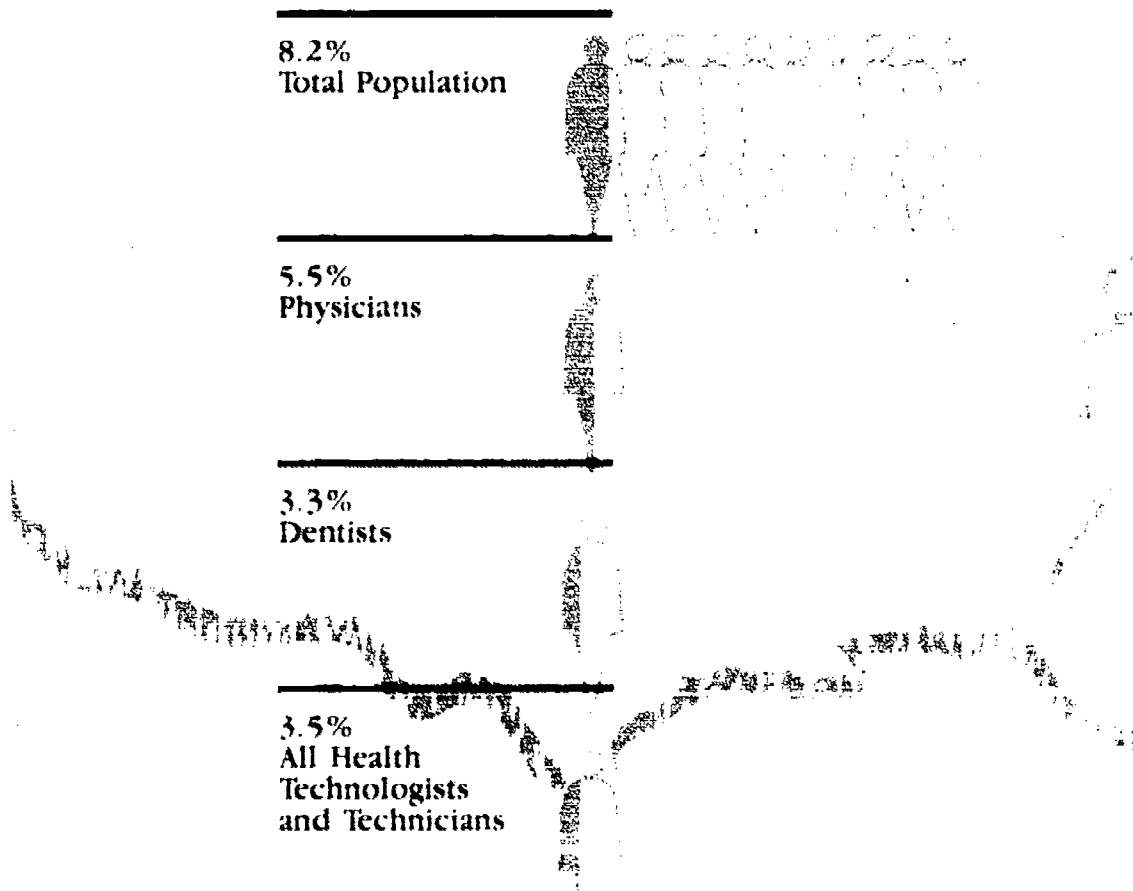 8.2%
Total Population
5.5%
Physicians
3.3%
Dentists
3.5%
All Health
Technologists
and Technicians